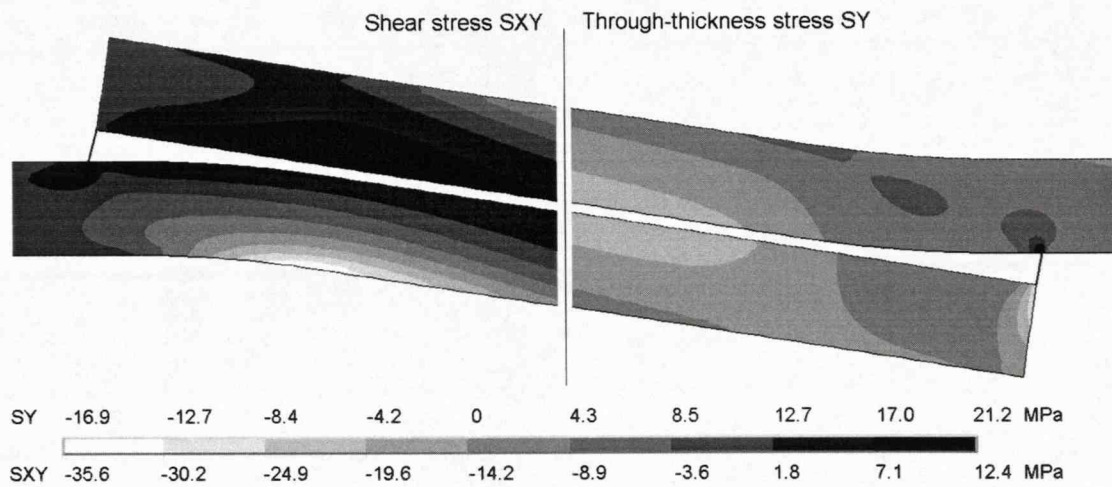 Shear stress SXY Through-thickness stress SY
SY -16.9 -12.7 -8.4 -4.2 0 4.3 8.5 12.7 17.0 21.2 MPa
SXY -35.6 -30.2 -24.9 -19.6 -14.2 -8.9 -3.6 1.8 7.1 12.4 MPa